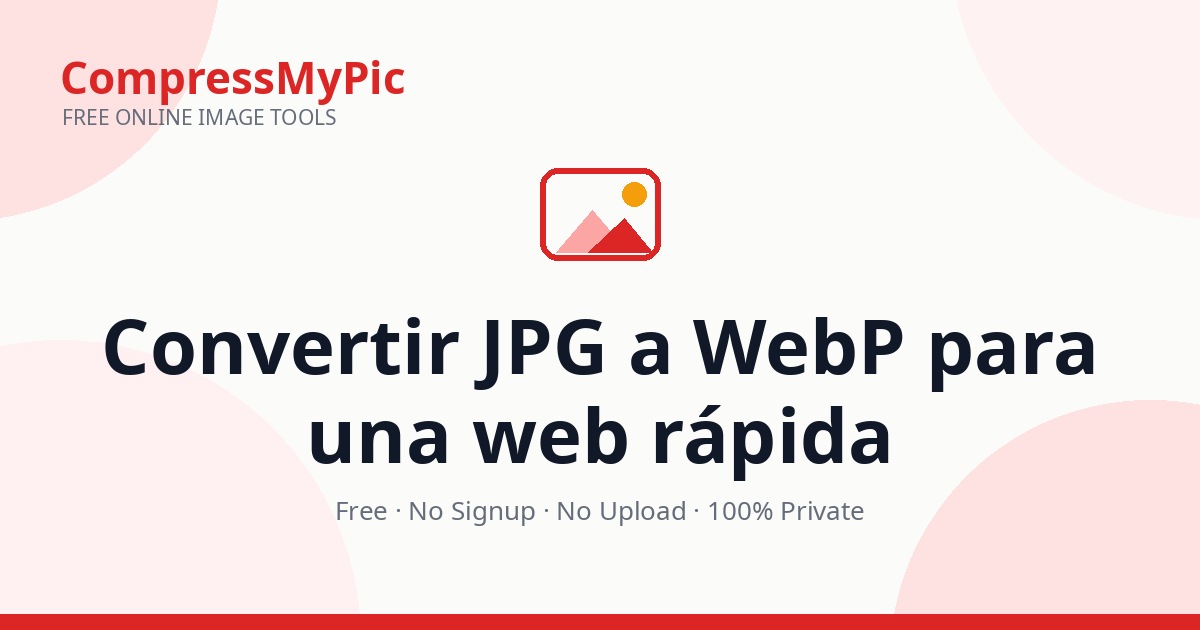 CompressMyPic
FREE ONLINE IMAGE TOOLS
Convertir JPG a WebP para
una web rápida
Free · No Signup · No Upload · 100% Private